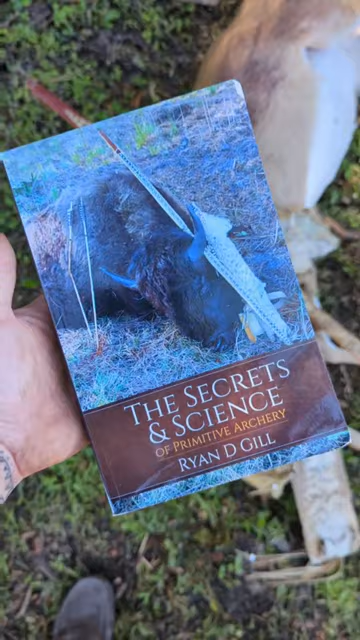 THE SECRETS
& SCIENCE
OF PRIMITIVE ARCHERY
RYAN D GILL